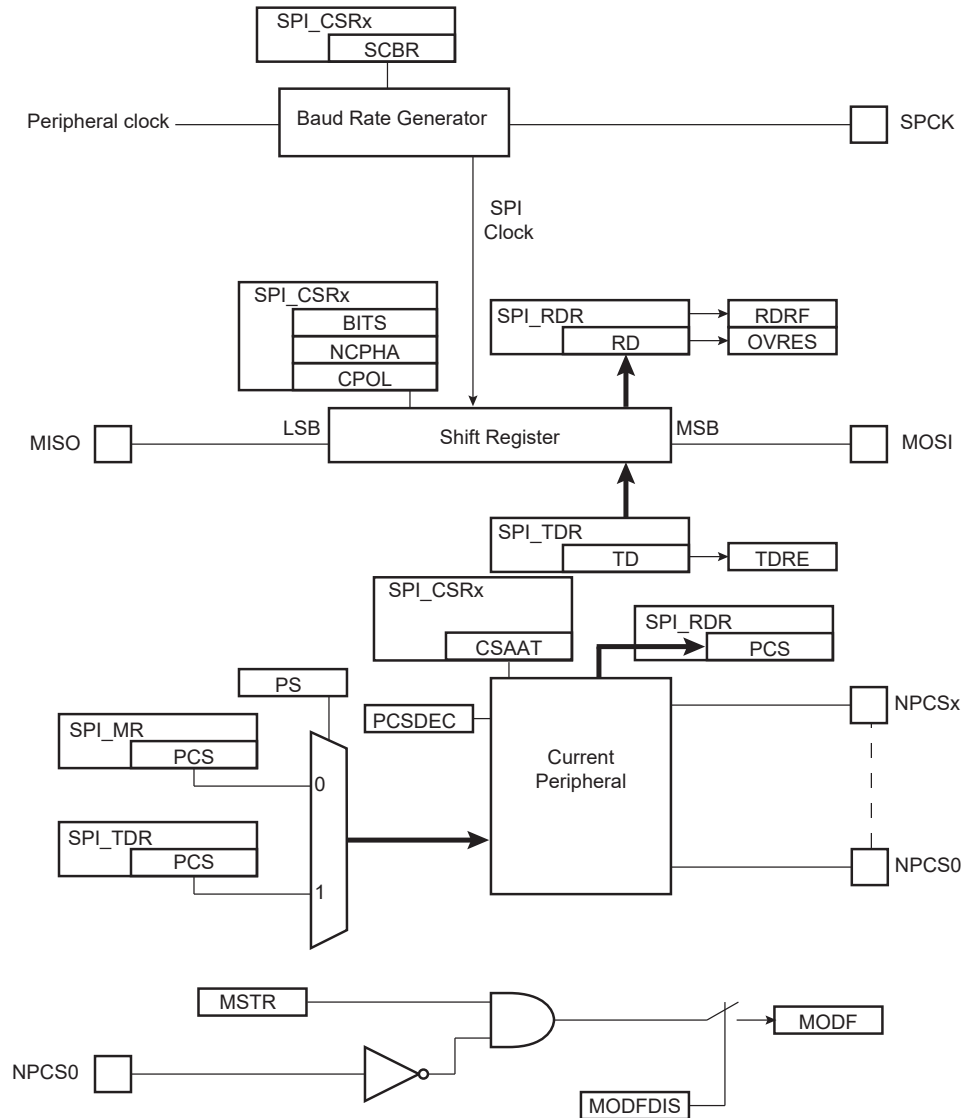 SPI_CSRx
SCBR
Peripheral clock
Baud Rate Generator
SPCK
SPI
Clock
SPI_CSRx
BITS
NCPHA
CPOL
SPI_RDR
RD
RDRF
OVRES
MISO
LSB
Shift Register
MSB
MOSI
SPI_TDR
TD
TDRE
SPI_CSRx
CSAAT
SPI_RDR
PCS
PS
SPI_MR
PCS
0
PCSDEC
Current
Peripheral
NPCSx
SPI_TDR
PCS
1
NPCS0
MSTR
MODF
NPCS0
MODFDIS